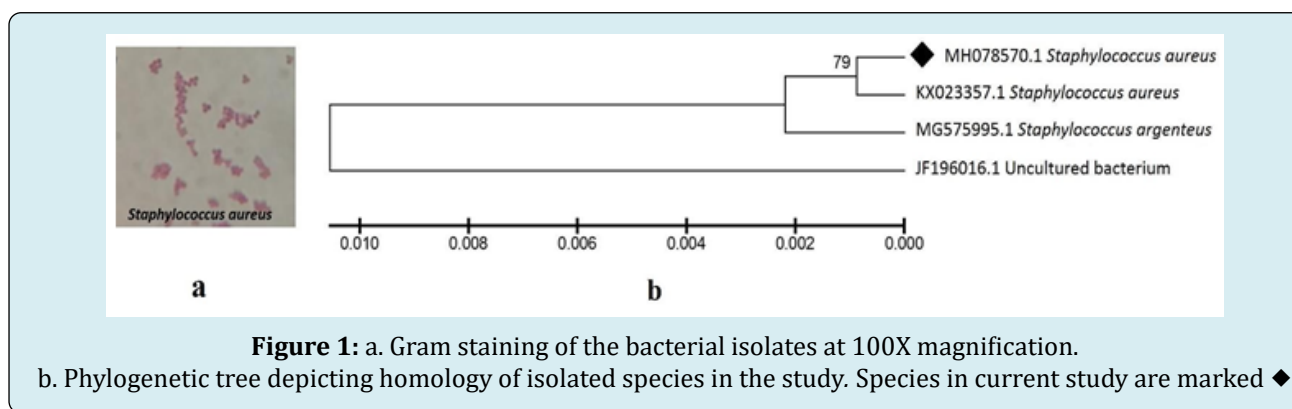 79
MH078570.1 Staphylococcus aureus
KX023357.1 Staphylococcus aureus
MG575995.1 Staphylococcus argenteus
JF196016.1 Uncultured bacterium
Staphylococcus aureus
0.010 0.008 0.006 0.004 0.002 0.000
a b
Figure 1: a. Gram staining of the bacterial isolates at 100X magnification.
b. Phylogenetic tree depicting homology of isolated species in the study. Species in current study are marked ◆